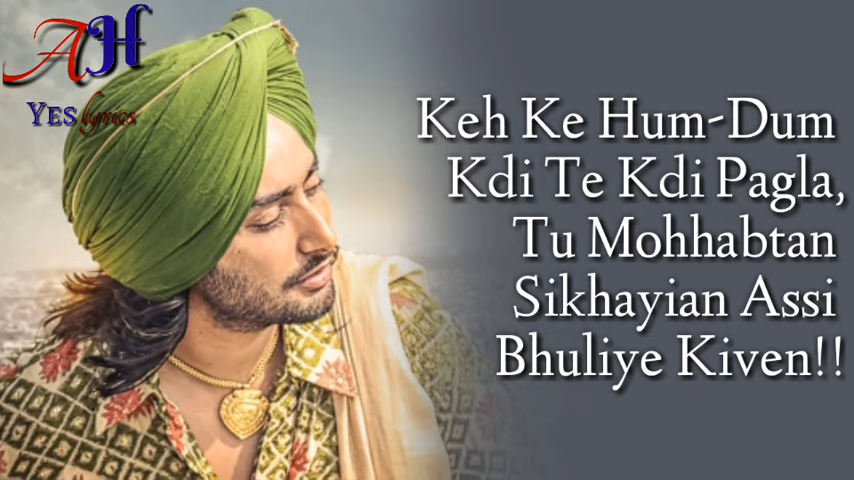 AH
YES lyrics
Keh Ke Hum-Dum
Kdi Te Kdi Pagla,
Tu Mohhabtan
Sikhayian Assi
Bhuliye Kiven!!